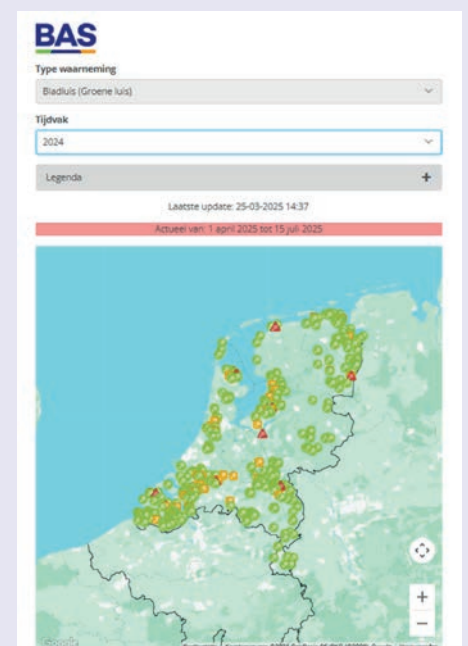 BAS
Type waarneming
Bladluis (Groene luis)
Tijdvak
2024
Legenda
Laatste update: 25-03-2025 14:37
Actueel van: 1 april 2025 tot 15 juli 2025
Google